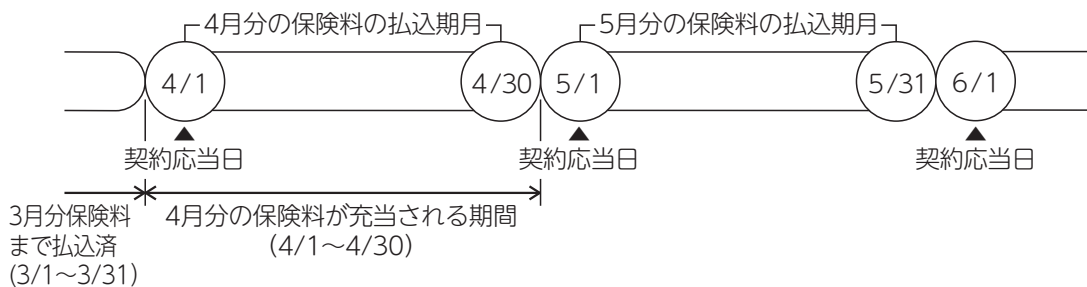 4月分の保険料の払込期月
5月分の保険料の払込期月
4/1
4/30
5/1
5/31
6/1
▲
▲
▲
契約応当日
契約応当日
契約応当日
3月分保険料
まで払込済
(3/1～3/31)
4月分の保険料が充当される期間
(4/1～4/30)